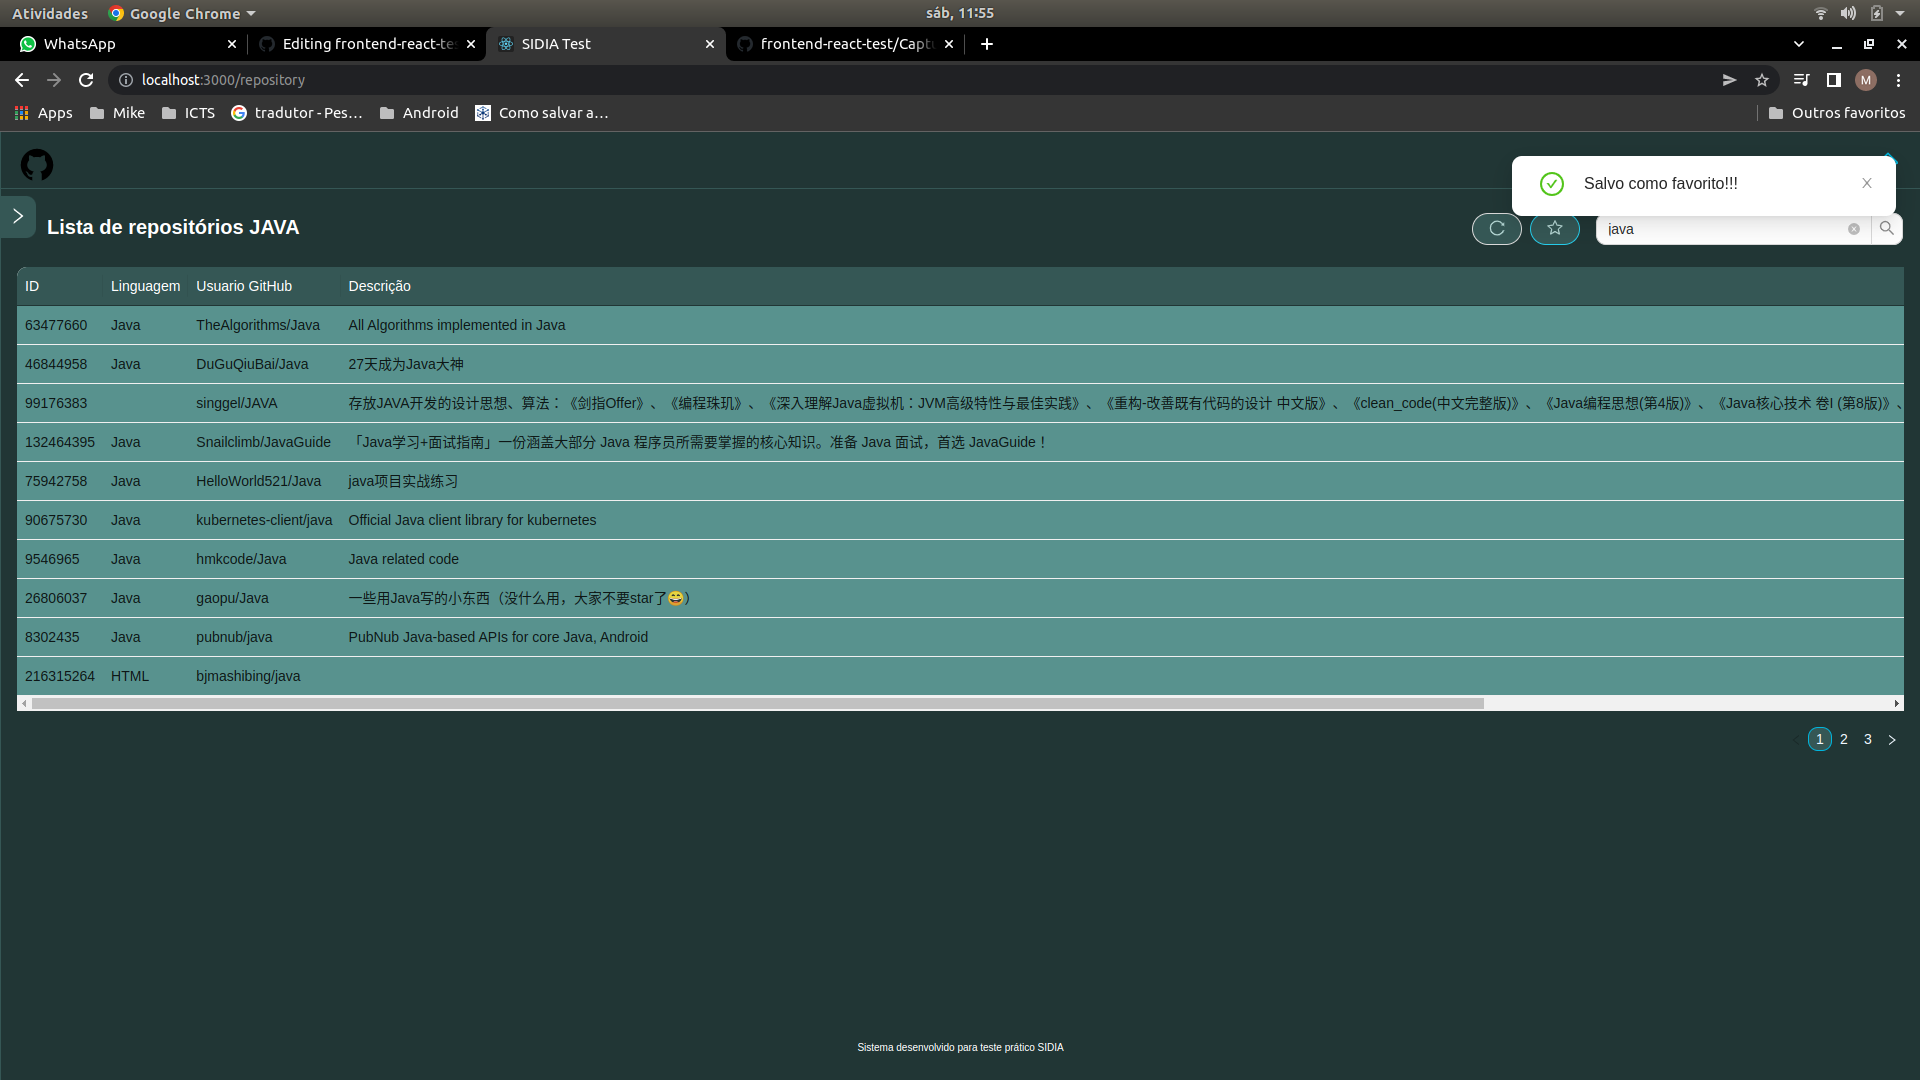 Atividades Google Chrome sáb, 11:55
WhatsApp Editing frontend-react-te SIDIA Test frontend-react-test/Captu
localhost:3000/repository M
Apps Mike ICTS tradutor - Pes… Android Como salvar a… Outros favoritos
Salvo como favorito!!!
Lista de repositórios JAVA java
ID Linguagem Usuario GitHub Descrição
63477660 Java TheAlgorithms/Java All Algorithms implemented in Java
46844958 Java DuGuQiuBai/Java 27天成为Java大神
99176383 singgel/JAVA 存放JAVA开发的设计思想、算法：《剑指Offer》、《编程珠玑》、《深入理解Java虚拟机：JVM高级特性与最佳实践》、《重构-改善既有代码的设计 中文版》、《clean_code(中文完整版)》、《Java编程思想(第4版)》、《Java核心技术 卷I (第8版)》、
132464395 Java Snailclimb/JavaGuide 「Java学习+面试指南」一份涵盖大部分 Java 程序员所需要掌握的核心知识。准备 Java 面试，首选 JavaGuide！
75942758 Java HelloWorld521/Java java项目实战练习
90675730 Java kubernetes-client/java Official Java client library for kubernetes
9546965 Java hmkcode/Java Java related code
26806037 Java gaopu/Java 一些用Java写的小东西（没什么用，大家不要star了😄）
8302435 Java pubnub/java PubNub Java-based APIs for core Java, Android
216315264 HTML bjmashibing/java
1 2 3
Sistema desenvolvido para teste prático SIDIA